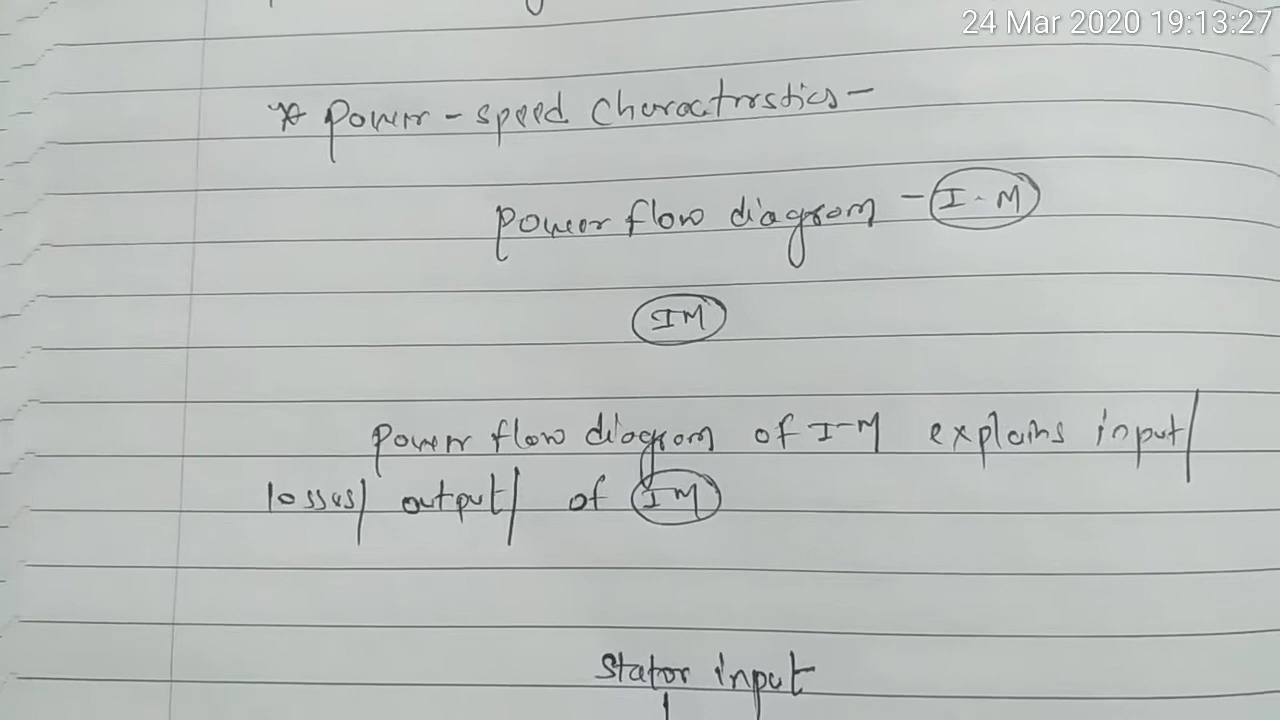 24 Mar 2020 19:13:27
* Power - speed Charactrrstics -
Power flow diagram - I - M
IM
Power flow diagram of I-M explains input/
losses/ output/ of IM
Stator input